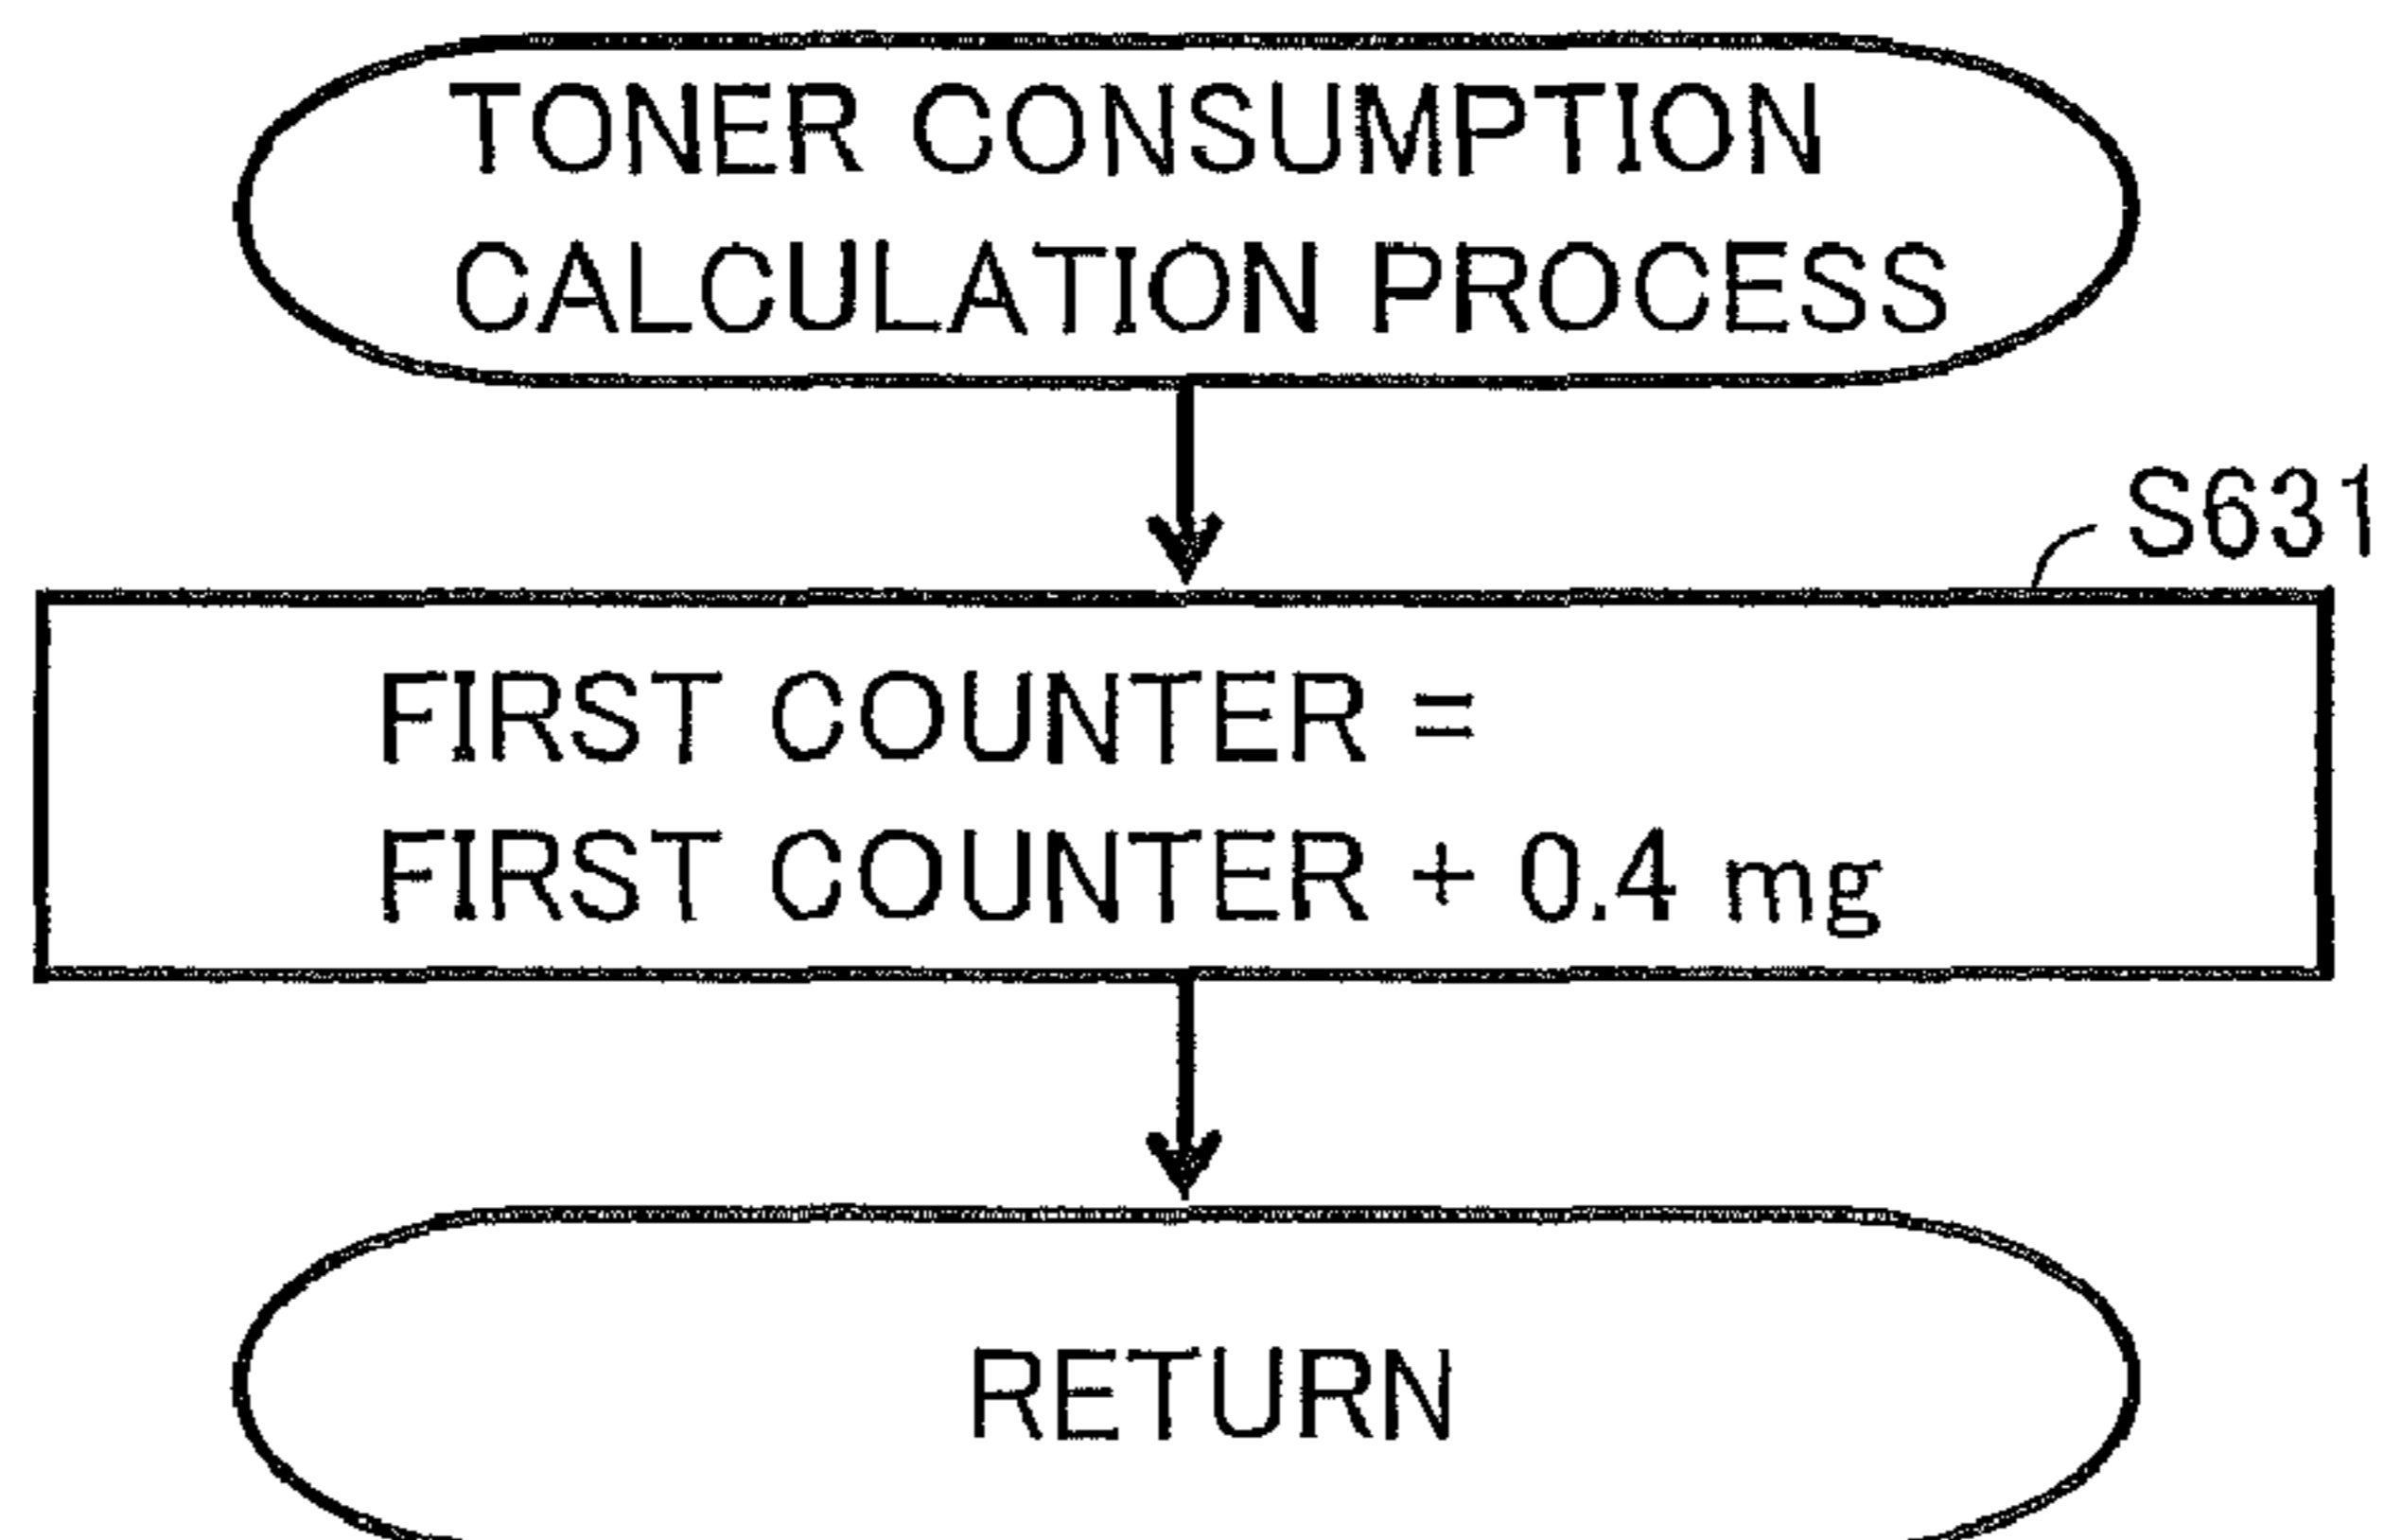 TONER CONSUMPTION
CALCULATION PROCESS
S631
FIRST COUNTER =
FIRST COUNTER + 0.4 mg
RETURN